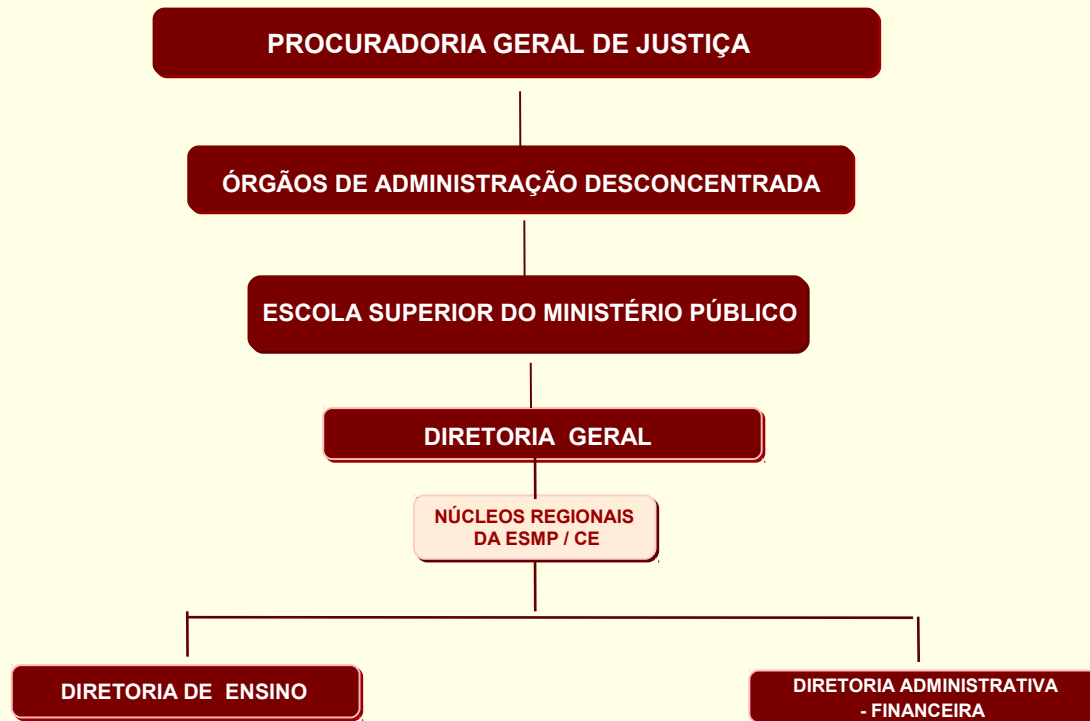 PROCURADORIA GERAL DE JUSTIÇA
ÓRGÃOS DE ADMINISTRAÇÃO DESCONCENTRADA
ESCOLA SUPERIOR DO MINISTÉRIO PÚBLICO
DIRETORIA GERAL
NÚCLEOS REGIONAIS
DA ESMP / CE
DIRETORIA DE ENSINO
DIRETORIA ADMINISTRATIVA
- FINANCEIRA